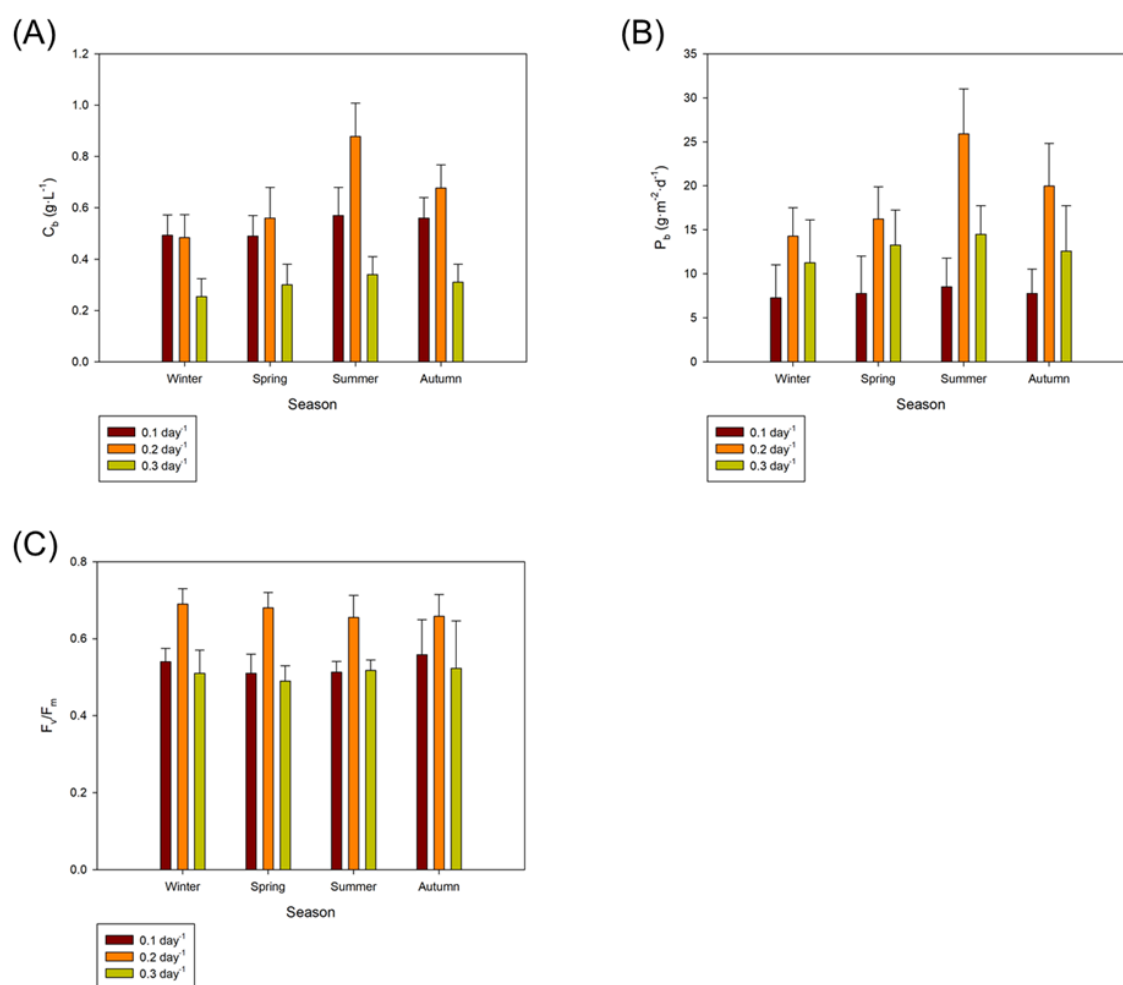 (A)
1.2
1.0
0.8
0.6
0.4
0.2
0.0
C_b (g·L⁻¹)
Winter Spring Summer Autumn
Season
0.1 day⁻¹
0.2 day⁻¹
0.3 day⁻¹
(B)
35
30
25
20
15
10
5
0
P_b (g·m⁻²·d⁻¹)
Winter Spring Summer Autumn
Season
0.1 day⁻¹
0.2 day⁻¹
0.3 day⁻¹
(C)
0.8
0.6
0.4
0.2
0.0
F_v/F_m
Winter Spring Summer Autumn
Season
0.1 day⁻¹
0.2 day⁻¹
0.3 day⁻¹